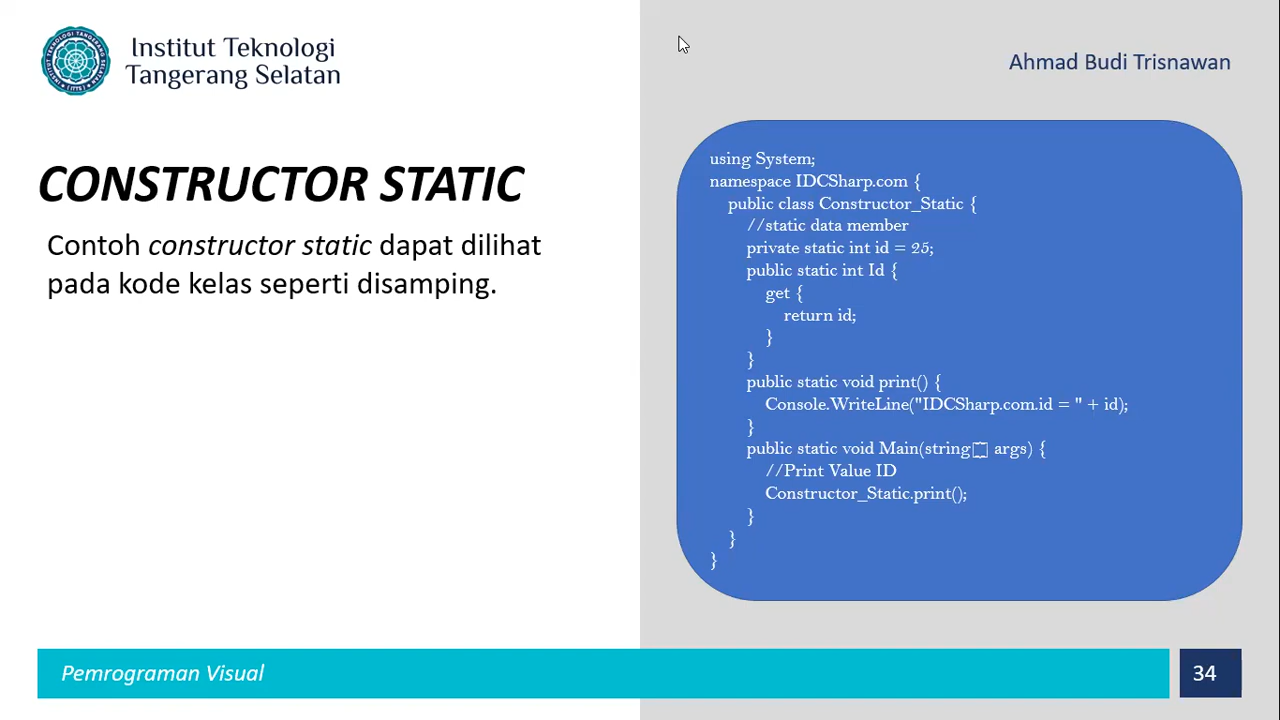 Institut Teknologi
Tangerang Selatan
Ahmad Budi Trisnawan
CONSTRUCTOR STATIC
Contoh constructor static dapat dilihat
pada kode kelas seperti disamping.
using System;
namespace IDCSharp.com {
public class Constructor_Static {
//static data member
private static int id = 25;
public static int Id {
get {
return id;
}
}
public static void print() {
Console.WriteLine("IDCSharp.com.id = " + id);
}
public static void Main(string[] args) {
//Print Value ID
Constructor_Static.print();
}
}
}
Pemrograman Visual
34